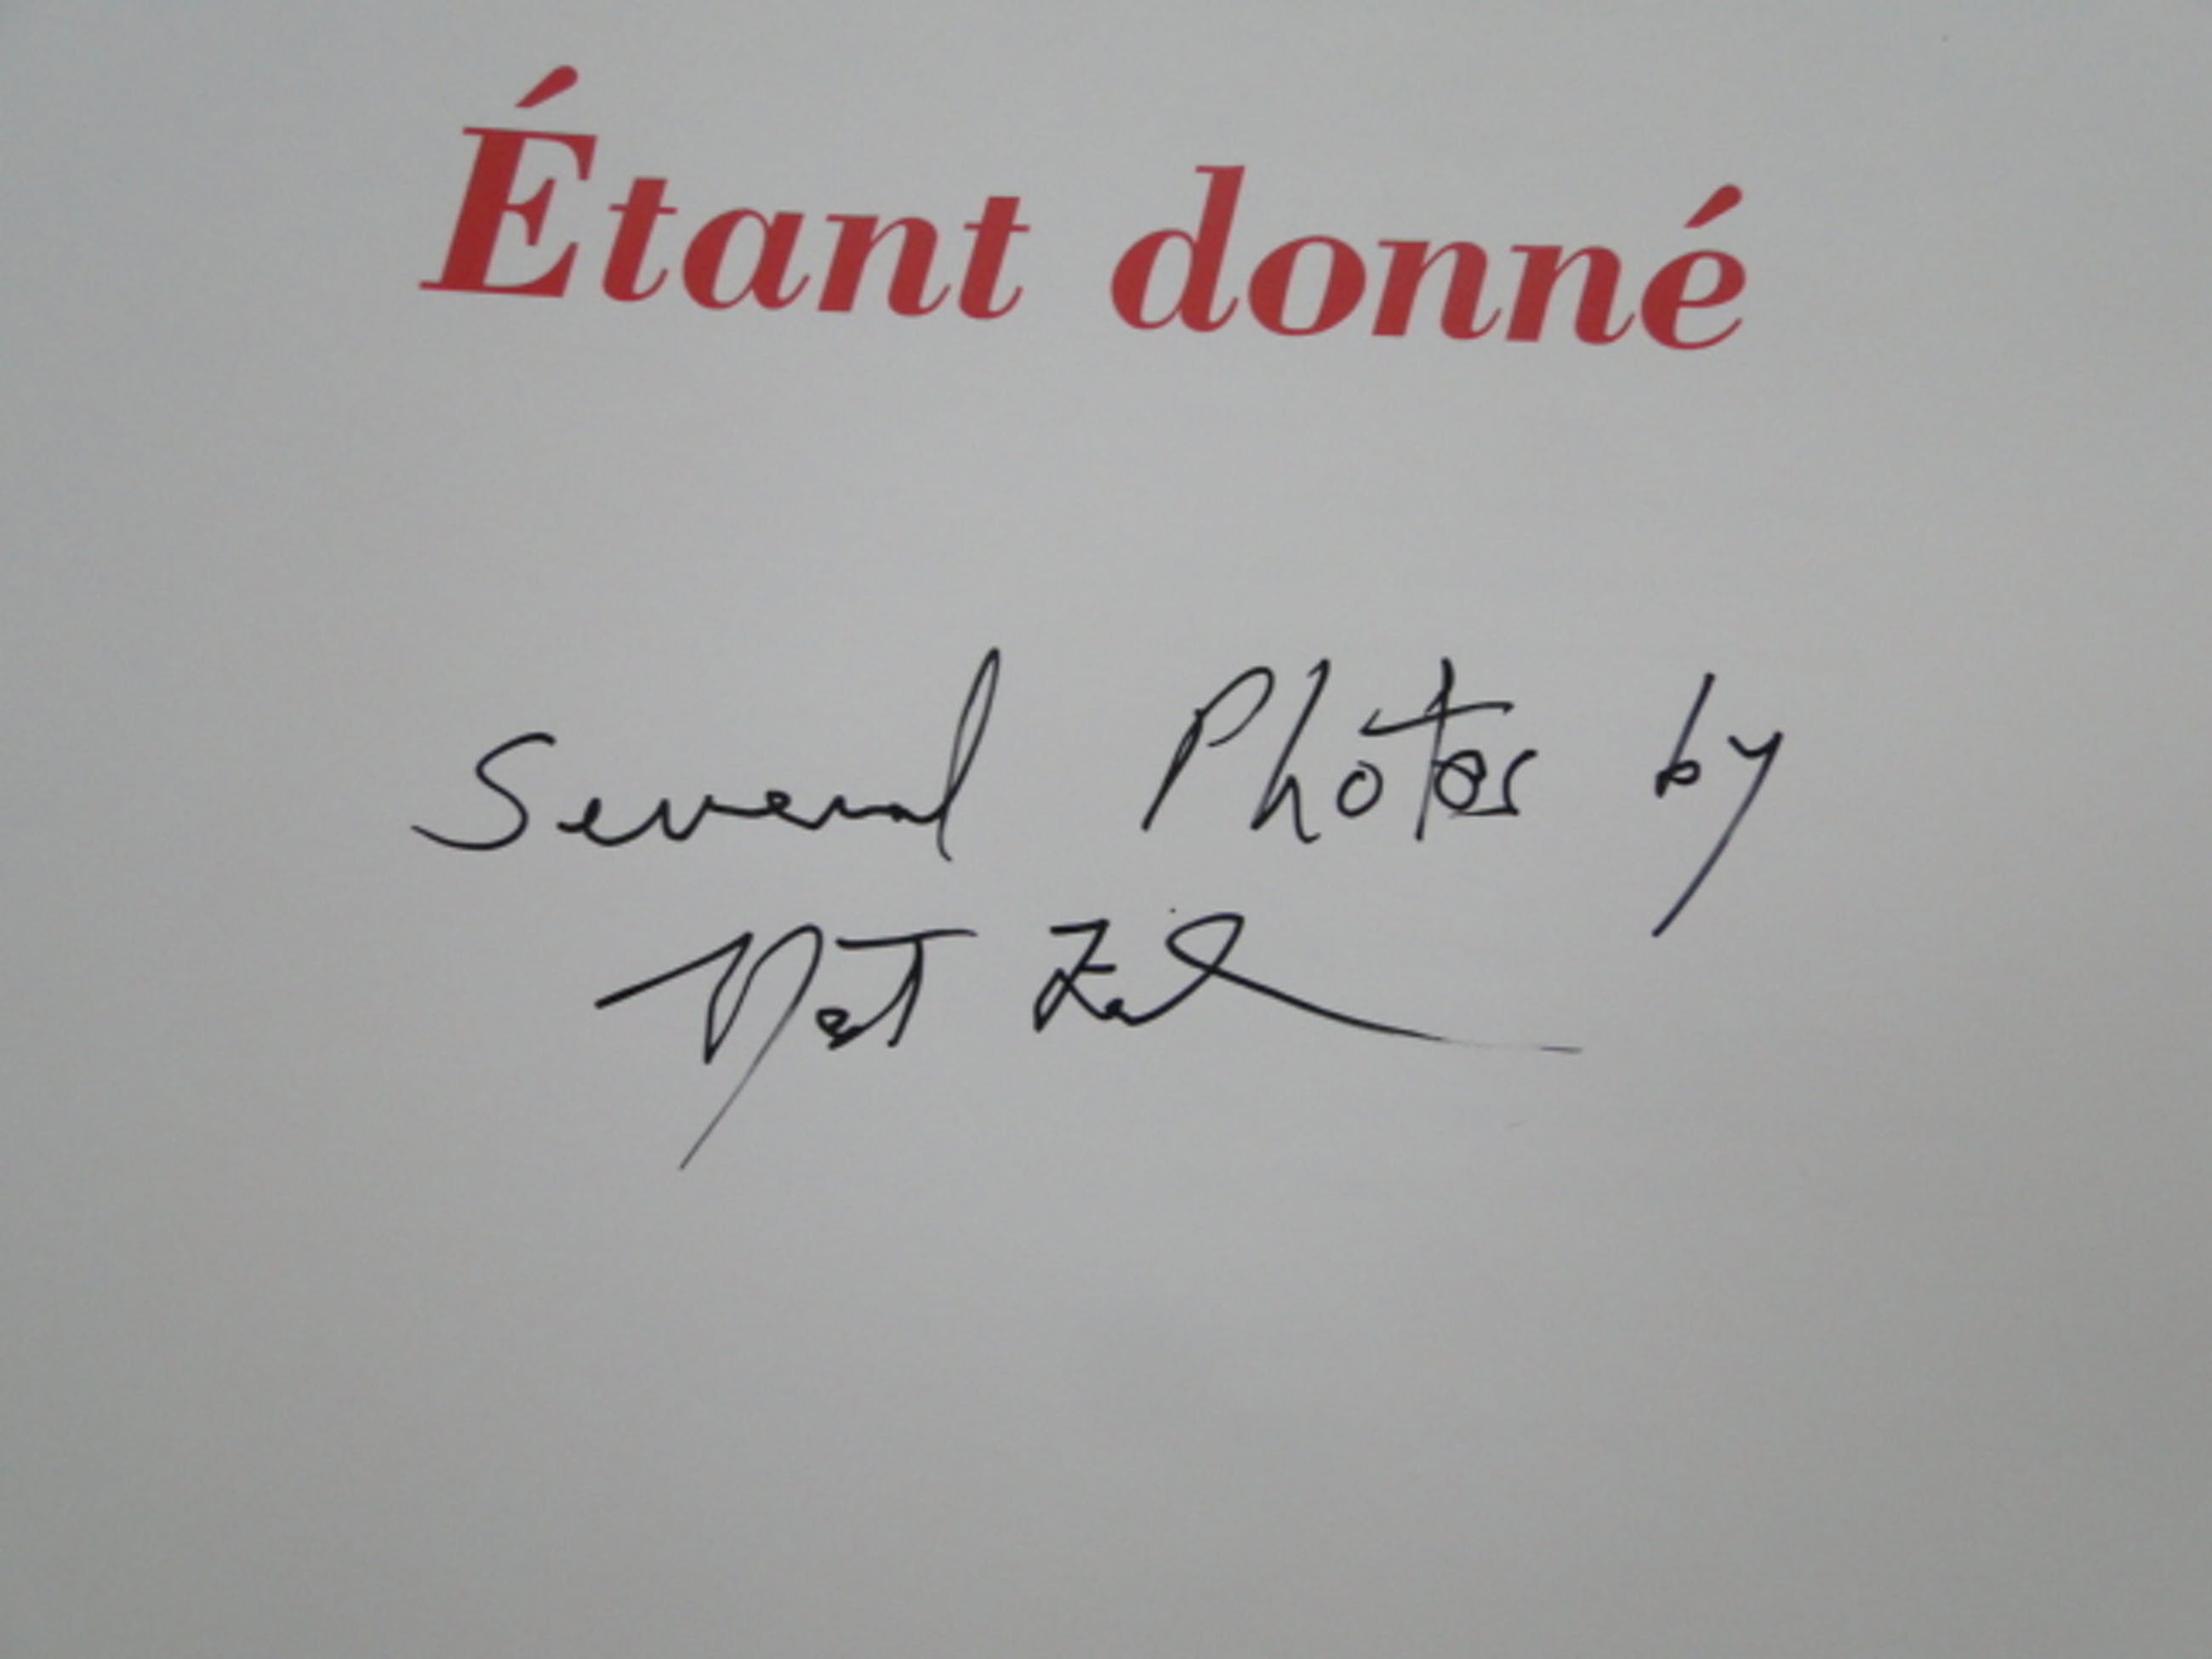 Étant donné
Several Photos by